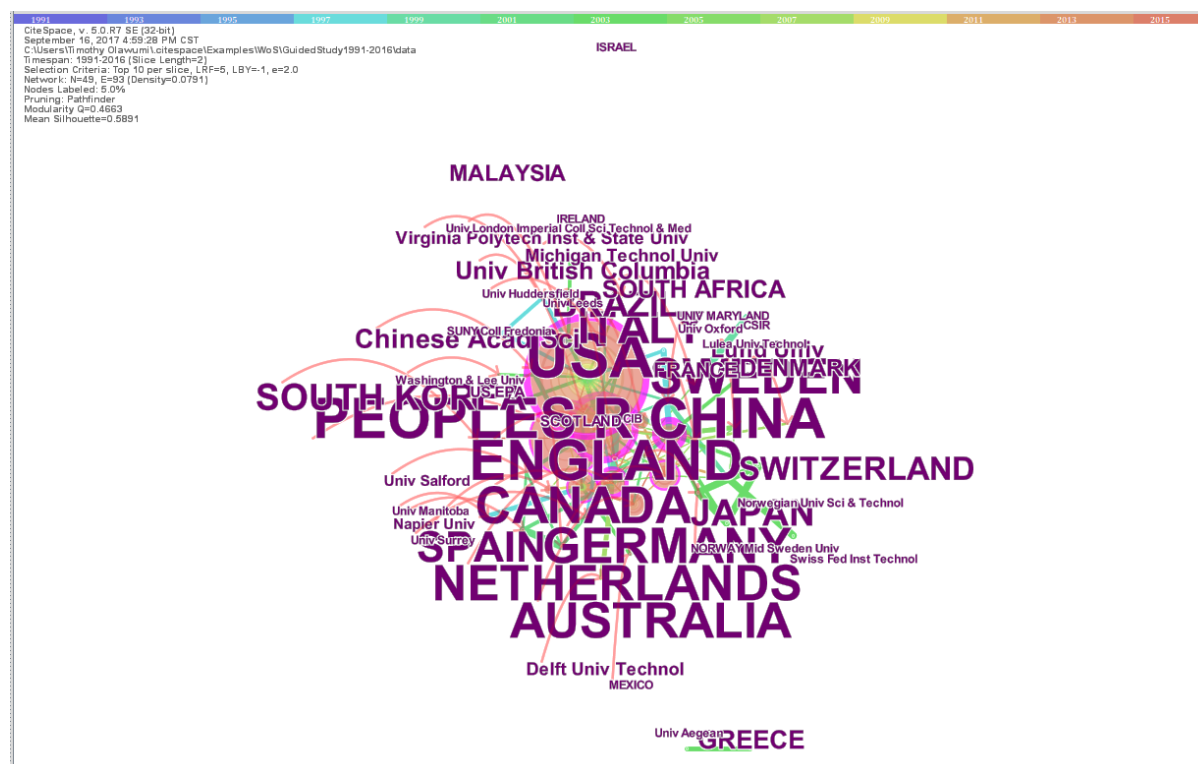 1991 1993 1995 1997 1999 2001 2003 2005 2007 2009 2011 2013 2015
CiteSpace, v. 5.0.R7 SE (32-bit)
September 16, 2017 4:59:28 PM CST
C:\Users\Timothy Olawumi\.citespace\Examples\WoS\GuidedStudy1991-2016\data
Timespan: 1991-2016 (Slice Length=2)
Selection Criteria: Top 10 per slice, LRF=5, LBY=-1, e=2.0
Network: N=49, E=93 (Density=0.0791)
Nodes Labeled: 5.0%
Pruning: Pathfinder
Modularity Q=0.4663
Mean Silhouette=0.5891
ISRAEL
MALAYSIA
IRELAND
Univ London Imperial Coll Sci Technol & Med
Virginia Polytech Inst & State Univ
Michigan Technol Univ
Univ British Columbia
SOUTH AFRICA
Univ Huddersfield
Univ Leeds
BRAZIL
UNIV MARYLAND
Univ Oxford
CSIR
SUNY Coll Fredonia
Chinese Acad Sci
ITALY
Lulea Univ Technol
Lund Univ
USA
FRANCE
DENMARK
SWEDEN
Washington & Lee Univ
US EPA
SOUTH KOREA
PEOPLES R CHINA
SCOTLAND
CIB
ENGLAND
SWITZERLAND
Univ Salford
CANADA
Norwegian Univ Sci & Technol
Univ Manitoba
JAPAN
Napier Univ
Univ Surrey
SPAIN
GERMANY
NORWAY
Mid Sweden Univ
Swiss Fed Inst Technol
NETHERLANDS
AUSTRALIA
Delft Univ Technol
MEXICO
Univ Aegean
GREECE